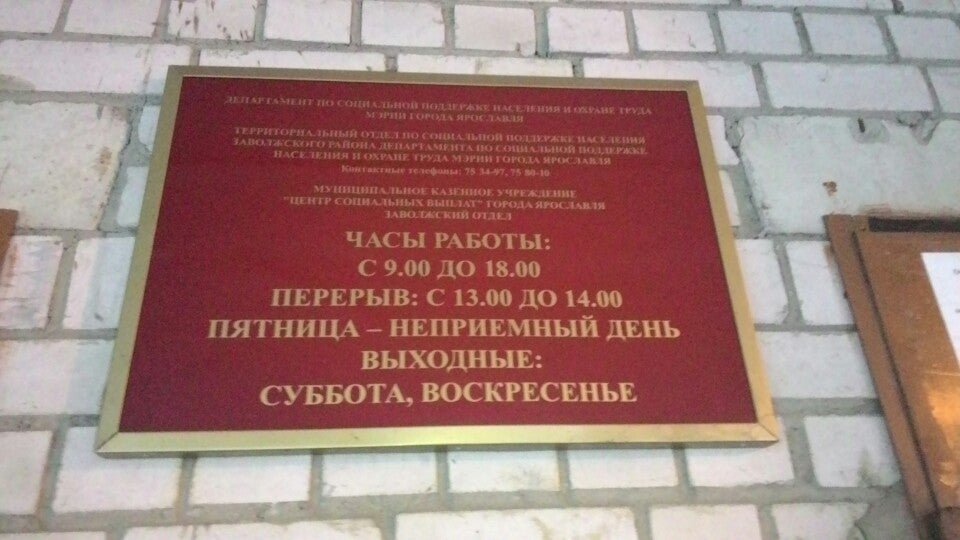 ДЕПАРТАМЕНТ ПО СОЦИАЛЬНОЙ ПОДДЕРЖКЕ НАСЕЛЕНИЯ И ОХРАНЕ ТРУДА
МЭРИИ ГОРОДА ЯРОСЛАВЛЯ
ТЕРРИТОРИАЛЬНЫЙ ОТДЕЛ ПО СОЦИАЛЬНОЙ ПОДДЕРЖКЕ НАСЕЛЕНИЯ
ЗАВОЛЖСКОГО РАЙОНА ДЕПАРТАМЕНТА ПО СОЦИАЛЬНОЙ ПОДДЕРЖКЕ
НАСЕЛЕНИЯ И ОХРАНЕ ТРУДА МЭРИИ ГОРОДА ЯРОСЛАВЛЯ
Контактные телефоны: 75 34-97, 75 80-10
МУНИЦИПАЛЬНОЕ КАЗЕННОЕ УЧРЕЖДЕНИЕ
"ЦЕНТР СОЦИАЛЬНЫХ ВЫПЛАТ" ГОРОДА ЯРОСЛАВЛЯ
ЗАВОЛЖСКИЙ ОТДЕЛ
ЧАСЫ РАБОТЫ:
С 9.00 ДО 18.00
ПЕРЕРЫВ: С 13.00 ДО 14.00
ПЯТНИЦА – НЕПРИЕМНЫЙ ДЕНЬ
ВЫХОДНЫЕ:
СУББОТА, ВОСКРЕСЕНЬЕ